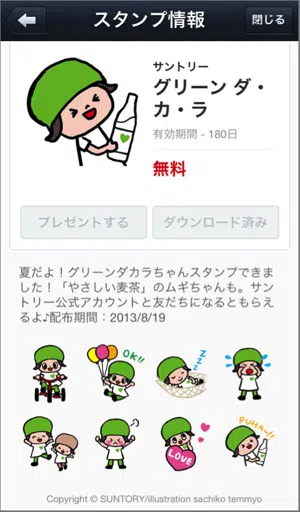 スタンプ情報
閉じる
サントリー
グリーン ダ・
カ・ラ
有効期間 - 180日
無料
プレゼントする
ダウンロード済み
夏だよ！グリーンダカラちゃんスタンプできま
した！「やさしい麦茶」のムギちゃんも。サン
トリー公式アカウントと友だちになるともらえ
るよ♪配布期間：2013/8/19
OK!!
Z Z Z
LOVE
PUHA~!!
Copyright © SUNTORY/illustration sachiko temmyo